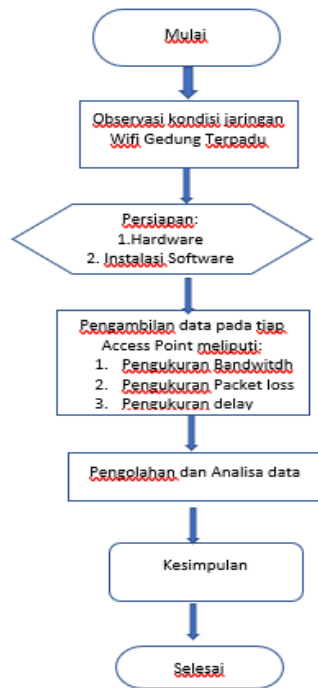 Mulai
Observasi kondisi jaringan
Wifi Gedung Terpadu
Persiapan:
1.Hardware
2. Instalasi Software
Pengambilan data pada tiap
Access Point meliputi:
1. Pengukuran Bandwitdh
2. Pengukuran Packet loss
3. Pengukuran delay
Pengolahan dan Analisa data
Kesimpulan
Selesai